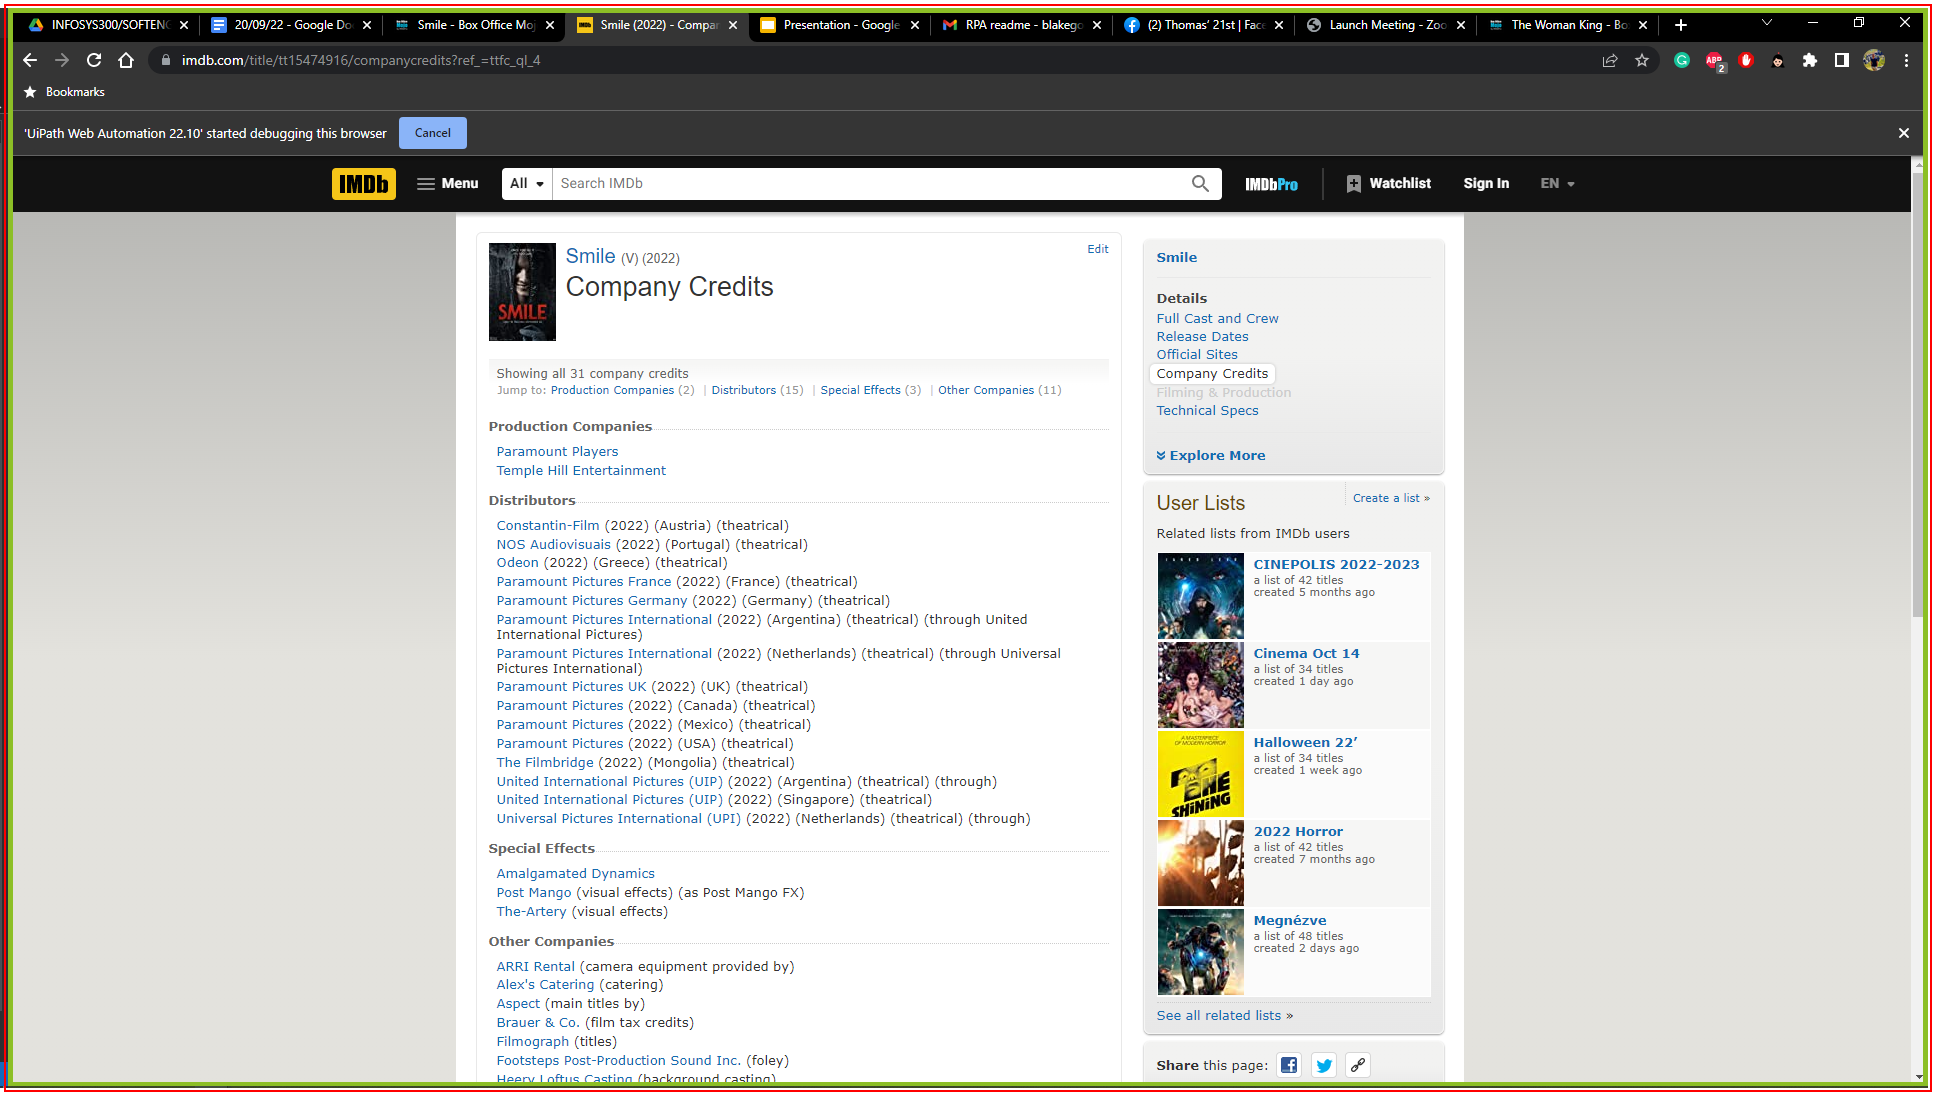 INFOSYS300/SOFTENG
20/09/22 - Google Do
Smile - Box Office Moj
Smile (2022) - Compan
Presentation - Google
RPA readme - blakego
(2) Thomas' 21st | Face
Launch Meeting - Zoo
The Woman King - Bo
imdb.com/title/tt15474916/companycredits?ref_=ttfc_ql_4
ABP
2
Bookmarks
'UiPath Web Automation 22.10' started debugging this browser
Cancel
IMDb
Menu
All
Search IMDb
IMDbPro
Watchlist
Sign In
EN
Smile (V) (2022)
Company Credits
Edit
SMILE
Showing all 31 company credits
Jump to: Production Companies (2) | Distributors (15) | Special Effects (3) | Other Companies (11)
Production Companies
Paramount Players
Temple Hill Entertainment
Distributors
Constantin-Film (2022) (Austria) (theatrical)
NOS Audiovisuais (2022) (Portugal) (theatrical)
Odeon (2022) (Greece) (theatrical)
Paramount Pictures France (2022) (France) (theatrical)
Paramount Pictures Germany (2022) (Germany) (theatrical)
Paramount Pictures International (2022) (Argentina) (theatrical) (through United
International Pictures)
Paramount Pictures International (2022) (Netherlands) (theatrical) (through Universal
Pictures International)
Paramount Pictures UK (2022) (UK) (theatrical)
Paramount Pictures (2022) (Canada) (theatrical)
Paramount Pictures (2022) (Mexico) (theatrical)
Paramount Pictures (2022) (USA) (theatrical)
The Filmbridge (2022) (Mongolia) (theatrical)
United International Pictures (UIP) (2022) (Argentina) (theatrical) (through)
United International Pictures (UIP) (2022) (Singapore) (theatrical)
Universal Pictures International (UPI) (2022) (Netherlands) (theatrical) (through)
Special Effects
Amalgamated Dynamics
Post Mango (visual effects) (as Post Mango FX)
The-Artery (visual effects)
Other Companies
ARRI Rental (camera equipment provided by)
Alex's Catering (catering)
Aspect (main titles by)
Brauer & Co. (film tax credits)
Filmograph (titles)
Footsteps Post-Production Sound Inc. (foley)
Heery Loftus Casting (background casting)
Smile
Details
Full Cast and Crew
Release Dates
Official Sites
Company Credits
Filming & Production
Technical Specs
Explore More
User Lists
Create a list »
Related lists from IMDb users
CINEPOLIS 2022-2023
a list of 42 titles
created 5 months ago
Cinema Oct 14
a list of 34 titles
created 1 day ago
A MASTERPIECE
OF MODERN HORROR
THE
SHiNiNG
Halloween 22'
a list of 34 titles
created 1 week ago
2022 Horror
a list of 42 titles
created 7 months ago
Megnézve
a list of 48 titles
created 2 days ago
See all related lists »
Share this page: